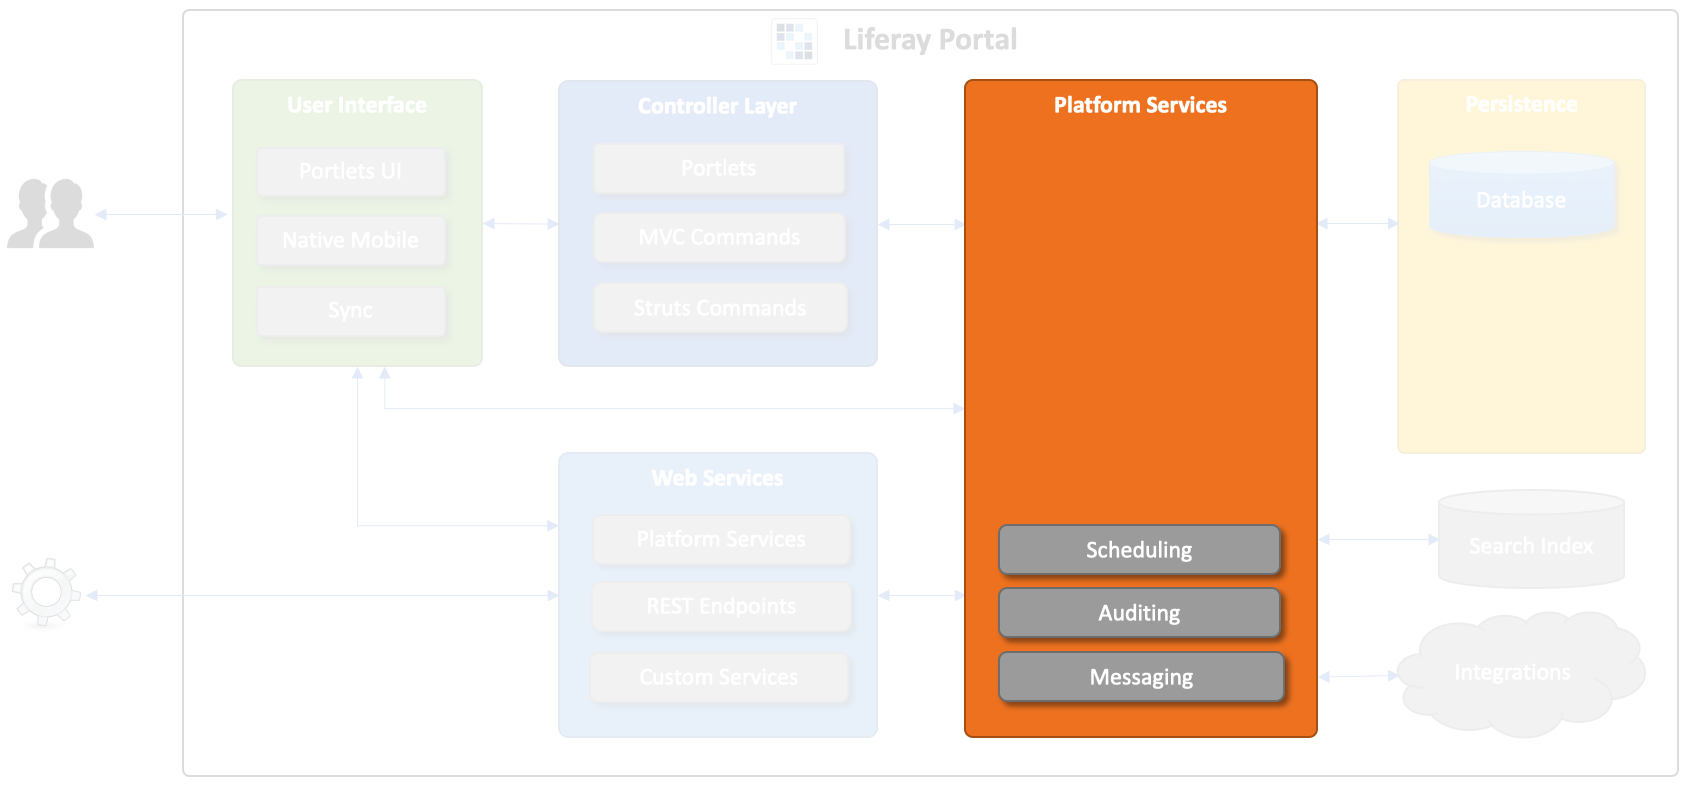 Liferay Portal
User Interface
Portlets UI
Native Mobile
Sync
Controller Layer
Portlets
MVC Commands
Struts Commands
Web Services
Platform Services
REST Endpoints
Custom Services
Platform Services
Scheduling
Auditing
Messaging
Persistence
Database
Search Index
Integrations